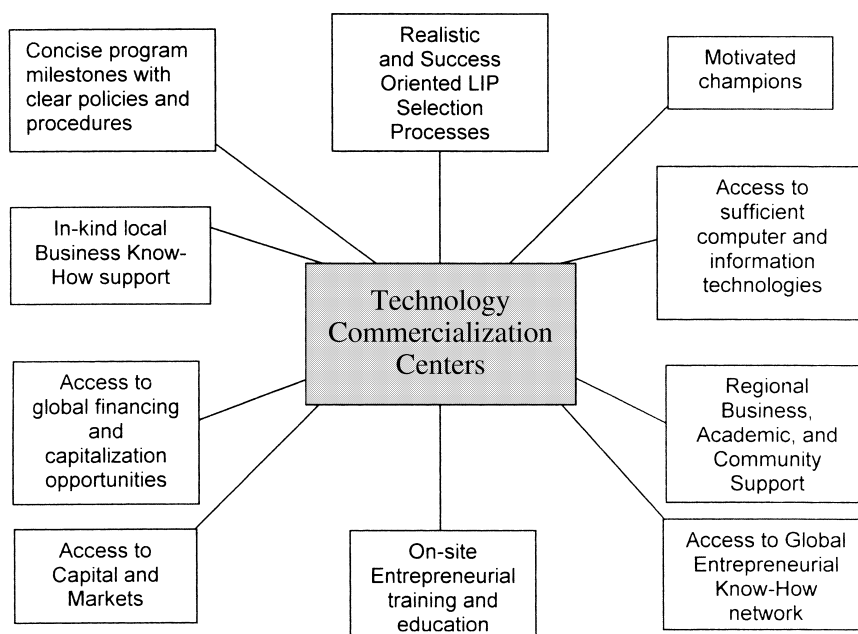 Concise program
milestones with
clear policies and
procedures
Realistic
and Success
Oriented LIP
Selection
Processes
Motivated
champions
In-kind local
Business Know-
How support
Access to
sufficient
computer and
information
technologies
Technology
Commercialization
Centers
Access to
global financing
and
capitalization
opportunities
Regional
Business,
Academic, and
Community
Support
Access to
Capital and
Markets
On-site
Entrepreneurial
training and
education
Access to Global
Entrepreneurial
Know-How
network